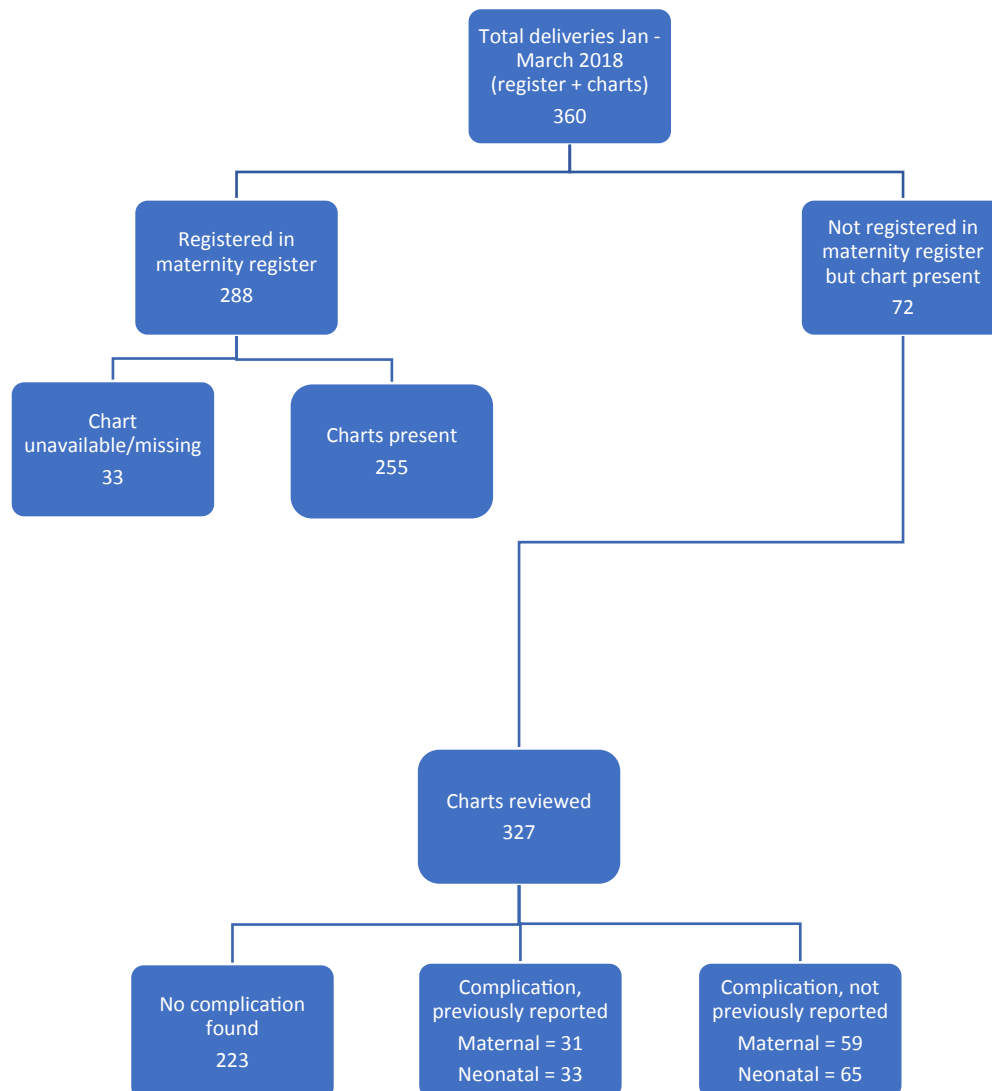 Total deliveries Jan -
March 2018
(register + charts)
360
Registered in
maternity register
288
Not registered in
maternity register
but chart present
72
Chart
unavailable/missing
33
Charts present
255
Charts reviewed
327
No complication
found
223
Complication,
previously reported
Maternal = 31
Neonatal = 33
Complication, not
previously reported
Maternal = 59
Neonatal = 65